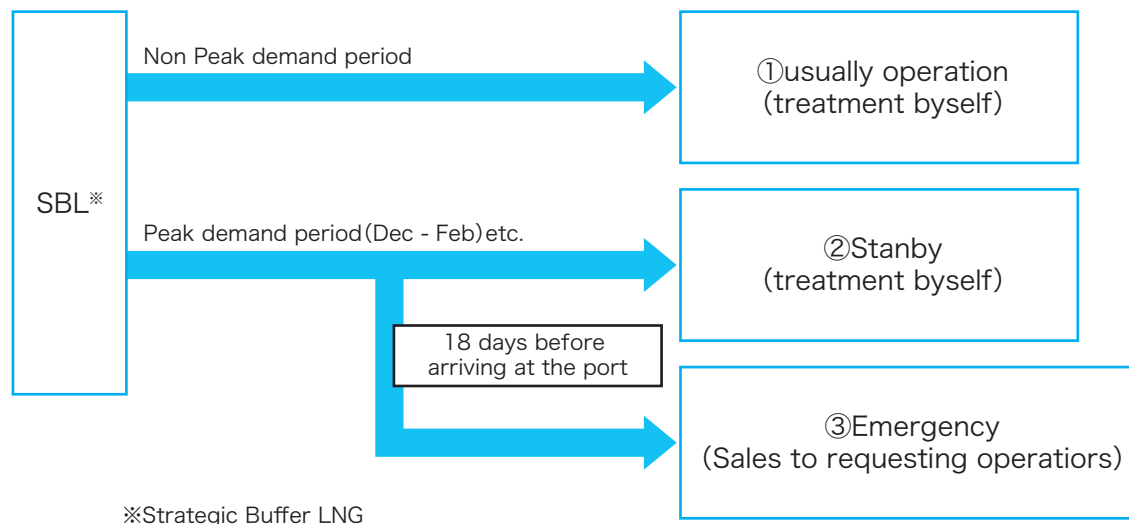 Non Peak demand period
①usually operation
(treatment byself)
SBL※
Peak demand period(Dec - Feb)etc.
②Stanby
(treatment byself)
18 days before
arriving at the port
③Emergency
(Sales to requesting operatiors)
※Strategic Buffer LNG